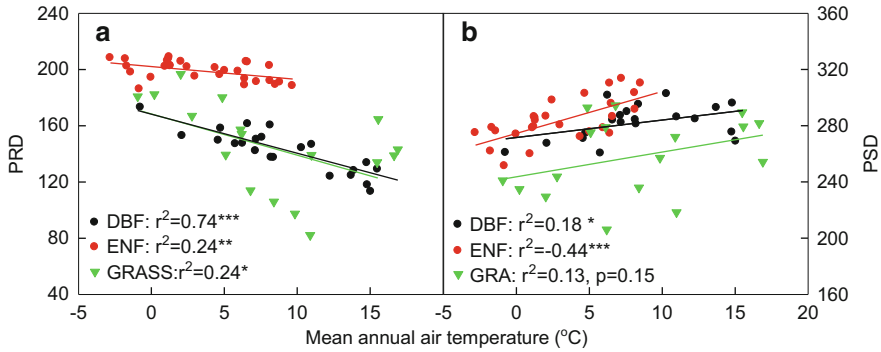 240
200
160
120
80
40
PRD
a
DBF: r²=0.74***
ENF: r²=0.24**
GRASS:r²=0.24*
-5
0
5
10
15
b
DBF: r²=0.18 *
ENF: r²=-0.44***
GRA: r²=0.13, p=0.15
-5
0
5
10
15
20
360
320
280
240
200
160
PSD
Mean annual air temperature (°C)